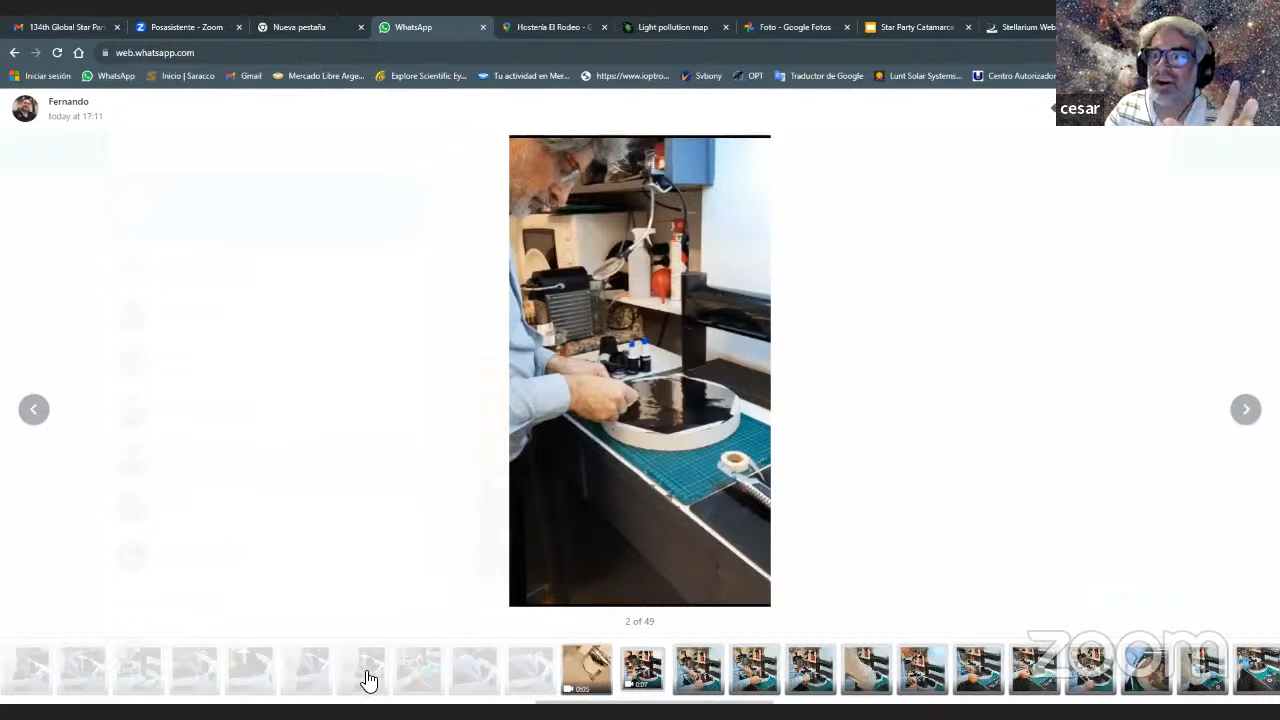 134th Global Star Par
Posasistente - Zoom
Nueva pestaña
WhatsApp
Hostería El Rodeo - G
Light pollution map
Foto - Google Fotos
Star Party Catamarca
Stellarium Web
web.whatsapp.com
Iniciar sesión
WhatsApp
Inicio | Saracco
Gmail
Mercado Libre Arge...
Explore Scientific Ey...
Tu actividad en Mer...
https://www.ioptro...
Svbony
OPT
Traductor de Google
Lunt Solar Systems...
Centro Autorizado
cesar
Fernando
today at 17:11
2 of 49
0:05
0:07
zoom